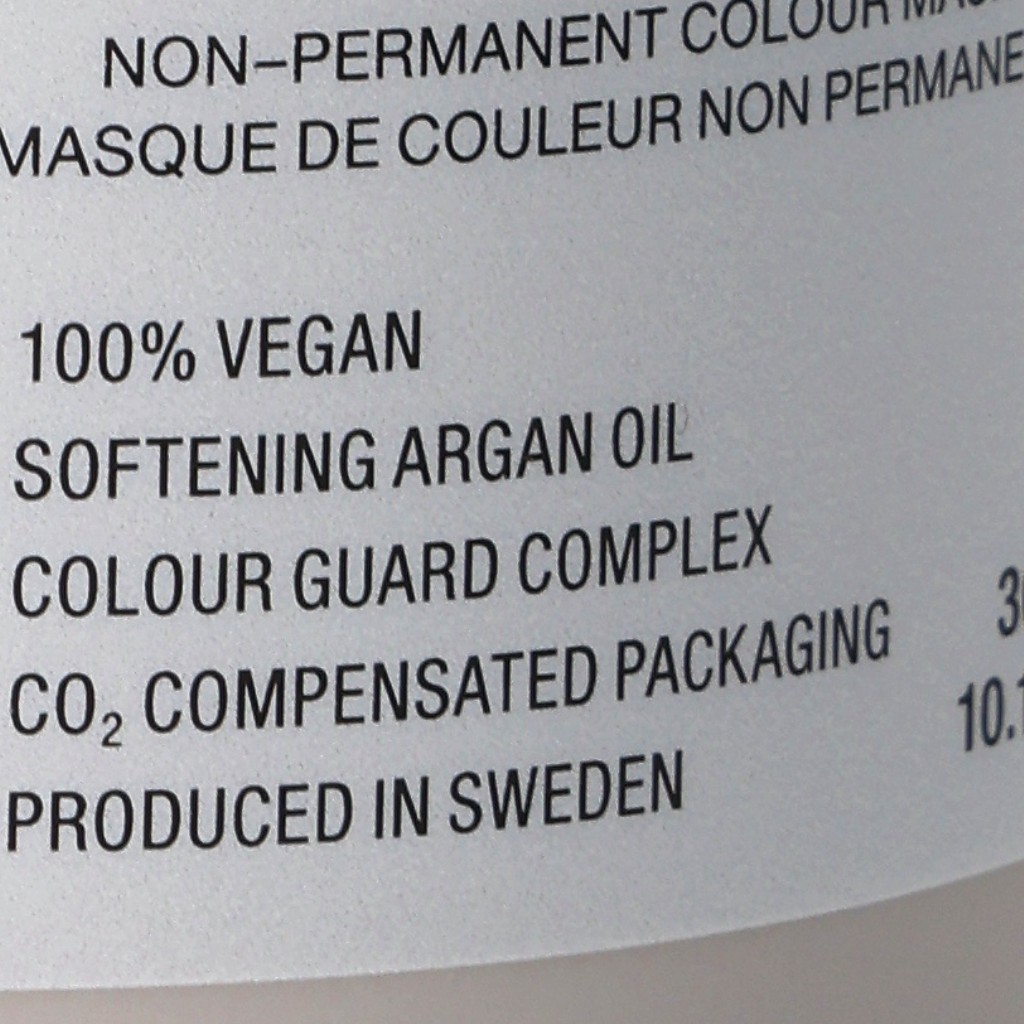 NON-PERMANENT COLOUR
MASQUE DE COULEUR NON
100% VEGAN
SOFTENING ARGAN OIL
COLOUR GUARD COMPLEX
CO₂ COMPENSATED PACKAGING
PRODUCED IN SWEDEN